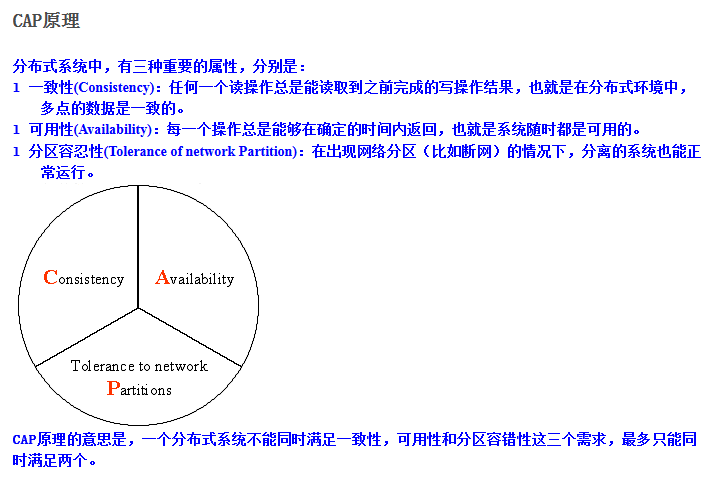 CAP原理
分布式系统中，有三种重要的属性，分别是：
1 一致性(Consistency)：任何一个读操作总是能读取到之前完成的写操作结果，也就是在分布式环境中，
多点的数据是一致的。
1 可用性(Availability)：每一个操作总是能够在确定的时间内返回，也就是系统随时都是可用的。
1 分区容忍性(Tolerance of network Partition)：在出现网络分区（比如断网）的情况下，分离的系统也能正
常运行。
Consistency
Availability
Tolerance to network
Partitions
CAP原理的意思是，一个分布式系统不能同时满足一致性，可用性和分区容错性这三个需求，最多只能同
时满足两个。